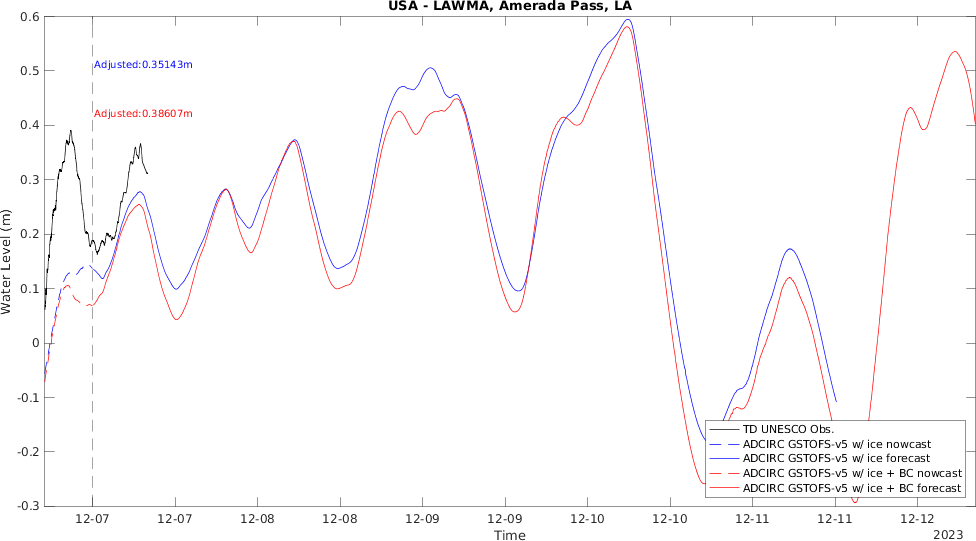 USA - LAWMA, Amerada Pass, LA
0.6
0.5
0.4
0.3
0.2
0.1
0
-0.1
-0.2
-0.3
Water Level (m)
Adjusted:0.35143m
Adjusted:0.38607m
TD UNESCO Obs.
ADCIRC GSTOFS-v5 w/ ice nowcast
ADCIRC GSTOFS-v5 w/ ice forecast
ADCIRC GSTOFS-v5 w/ ice + BC nowcast
ADCIRC GSTOFS-v5 w/ ice + BC forecast
12-07 12-07 12-08 12-08 12-09 12-09 12-10 12-10 12-11 12-11 12-12
Time
2023